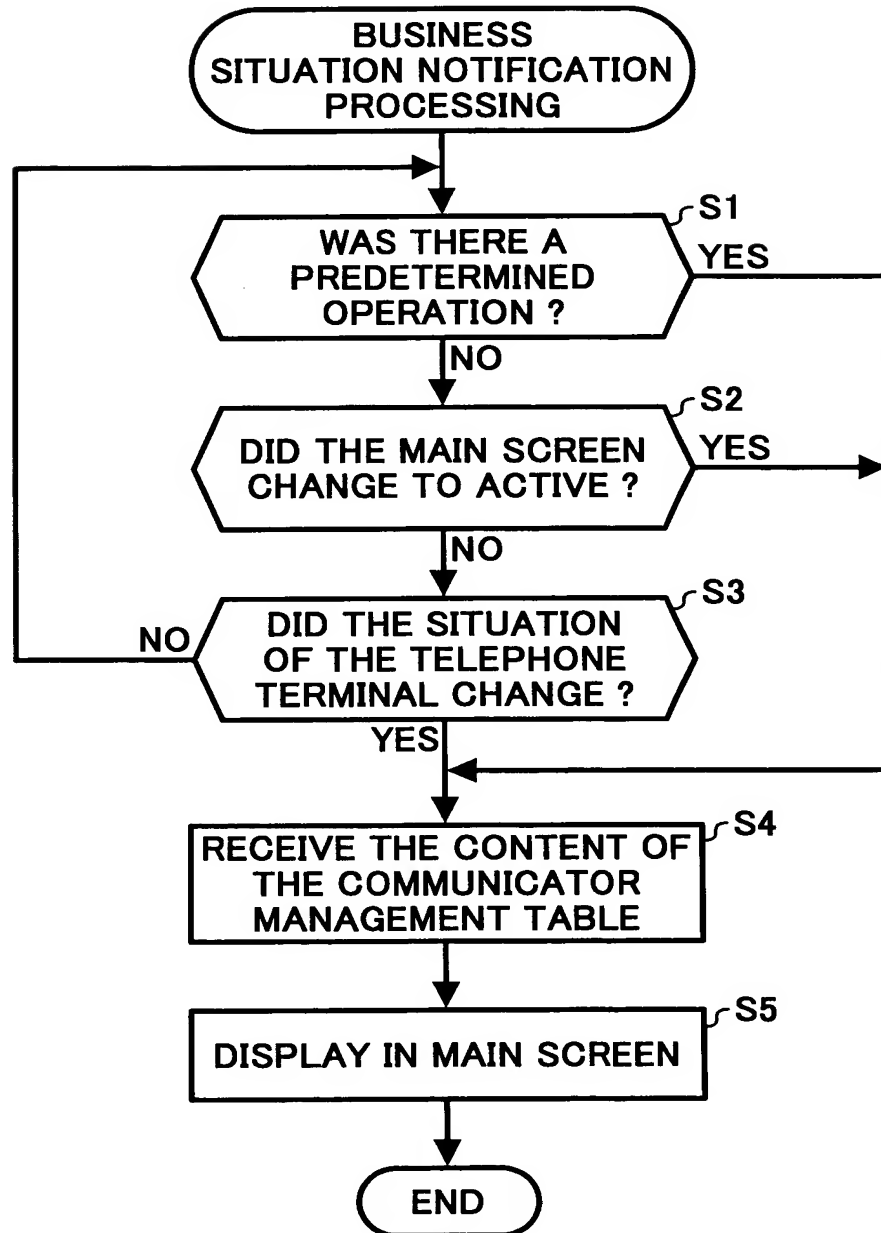 BUSINESS
SITUATION NOTIFICATION
PROCESSING
S1
WAS THERE A
PREDETERMINED
OPERATION ?
YES
NO
S2
DID THE MAIN SCREEN
CHANGE TO ACTIVE ?
YES
NO
S3
DID THE SITUATION
OF THE TELEPHONE
TERMINAL CHANGE ?
NO
YES
S4
RECEIVE THE CONTENT OF
THE COMMUNICATOR
MANAGEMENT TABLE
S5
DISPLAY IN MAIN SCREEN
END